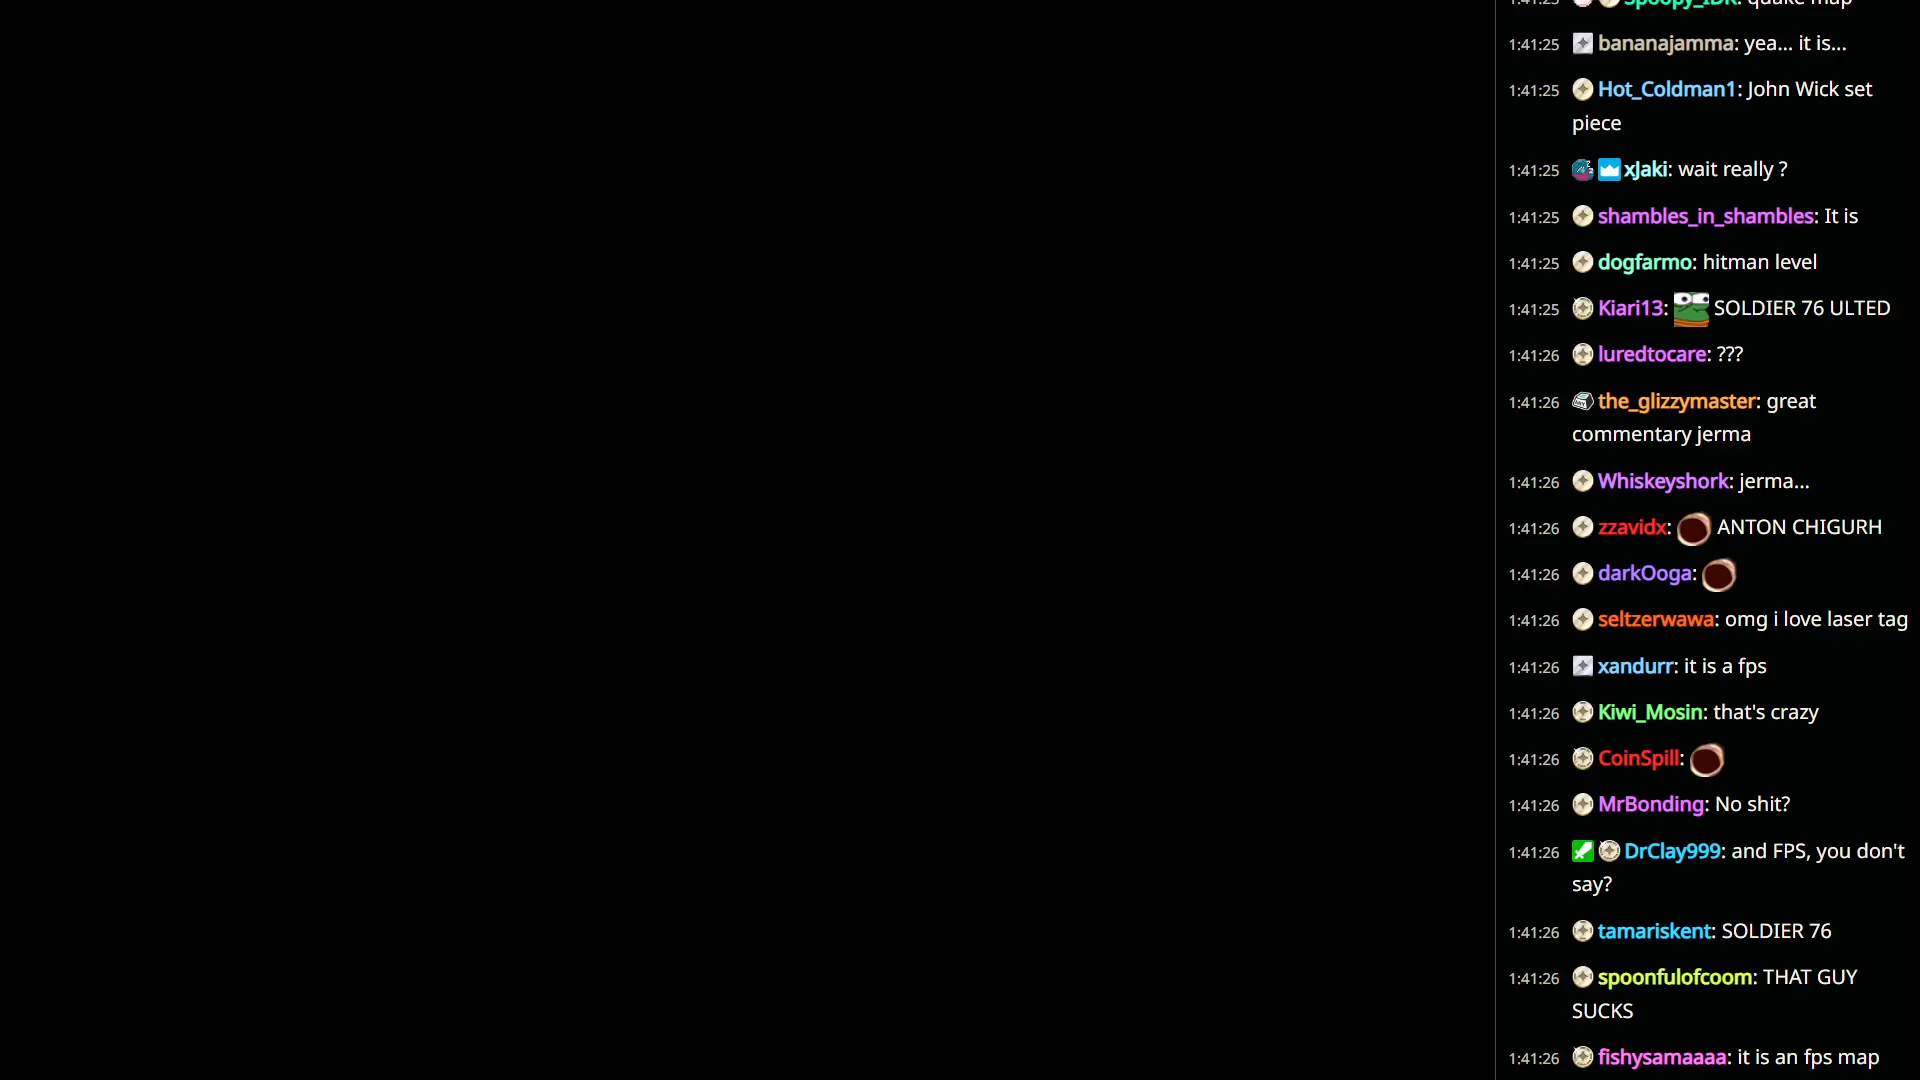 1:41:25 Spoopy_IDK: quake map
1:41:25 bananajamma: yea... it is...
1:41:25 Hot_Coldman1: John Wick set
piece
1:41:25 xJaki: wait really ?
1:41:25 shambles_in_shambles: It is
1:41:25 dogfarmo: hitman level
1:41:25 Kiari13: SOLDIER 76 ULTED
1:41:26 luredtocare: ???
1:41:26 the_glizzymaster: great
commentary jerma
1:41:26 Whiskeyshork: jerma...
1:41:26 zzavidx: ANTON CHIGURH
1:41:26 darkOoga:
1:41:26 seltzerwawa: omg i love laser tag
1:41:26 xandurr: it is a fps
1:41:26 Kiwi_Mosin: that's crazy
1:41:26 CoinSpill:
1:41:26 MrBonding: No shit?
1:41:26 DrClay999: and FPS, you don't
say?
1:41:26 tamariskent: SOLDIER 76
1:41:26 spoonfulofcoom: THAT GUY
SUCKS
1:41:26 fishysamaaaa: it is an fps map